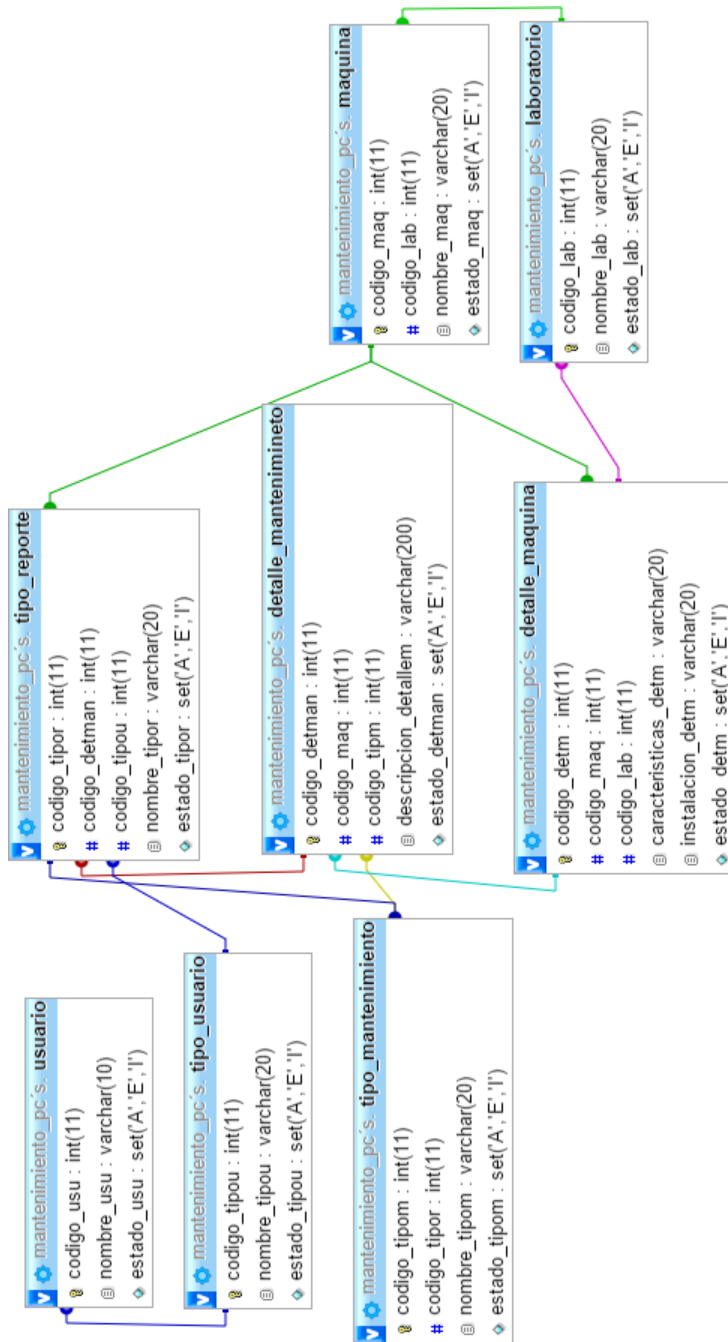 mantenimiento_pc´s. usuario
codigo_usu : int(11)
nombre_usu : varchar(10)
estado_usu : set('A','E','I')
mantenimiento_pc´s. tipo_usuario
codigo_tipou : int(11)
nombre_tipou : varchar(20)
estado_tipou : set('A','E','I')
mantenimiento_pc´s. tipo_mantenimiento
codigo_tipom : int(11)
# codigo_tipor : int(11)
nombre_tipom : varchar(20)
estado_tipom : set('A','E','I')
mantenimiento_pc´s. tipo_reporte
codigo_tipor : int(11)
# codigo_detman : int(11)
# codigo_tipou : int(11)
nombre_tipor : varchar(20)
estado_tipor : set('A','E','I')
mantenimiento_pc´s. detalle_mantenimineto
codigo_detman : int(11)
# codigo_maq : int(11)
# codigo_tipm : int(11)
descripcion_detallem : varchar(200)
estado_detman : set('A','E','I')
mantenimiento_pc´s. detalle_maquina
codigo_detm : int(11)
# codigo_maq : int(11)
# codigo_lab : int(11)
caracteristicas_detm : varchar(20)
instalacion_detm : varchar(20)
estado_detm : set('A','E','I')
mantenimiento_pc´s. maquina
codigo_maq : int(11)
# codigo_lab : int(11)
nombre_maq : varchar(20)
estado_maq : set('A','E','I')
mantenimiento_pc´s. laboratorio
codigo_lab : int(11)
nombre_lab : varchar(20)
estado_lab : set('A','E','I')